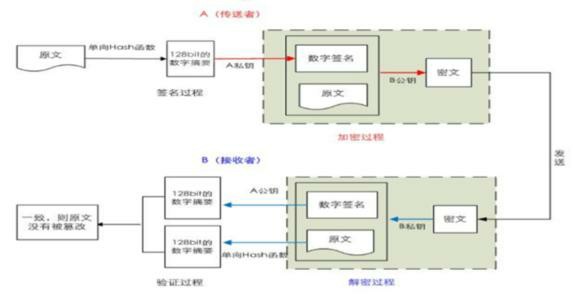 A（传送者）
原文
单向Hash函数
128bit的
数字摘要
A私钥
数字签名
原文
B公钥
密文
签名过程
加密过程
发送
B（接收者）
一致，则原文
没有被篡改
128bit的
数字摘要
128bit的
数字摘要
A公钥
单向Hash函数
数字签名
原文
B私钥
密文
验证过程
解密过程